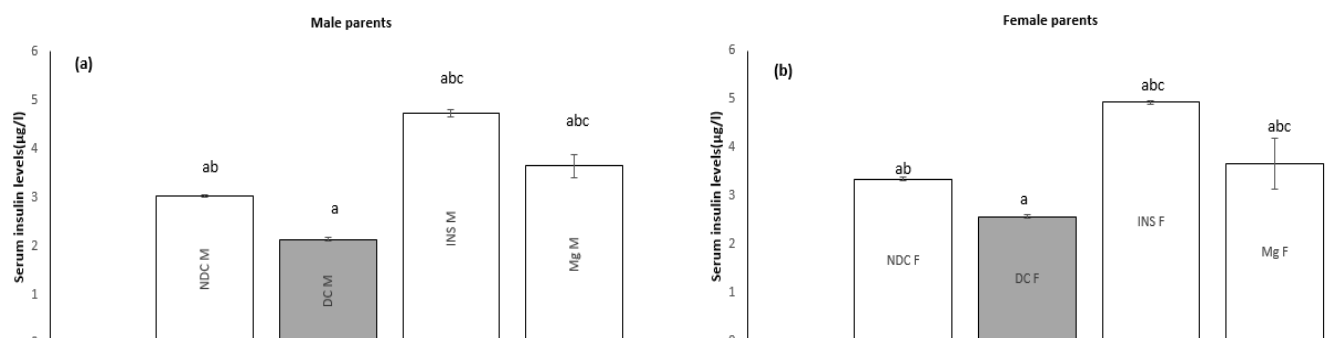 Male parents
(a)
Serum insulin levels(µg/l)
6
5
4
3
2
1
ab
a
abc
abc
NDC M
DC M
INS M
Mg M
Female parents
(b)
Serum insulin levels(µg/l)
6
5
4
3
2
1
ab
a
abc
abc
NDC F
DC F
INS F
Mg F